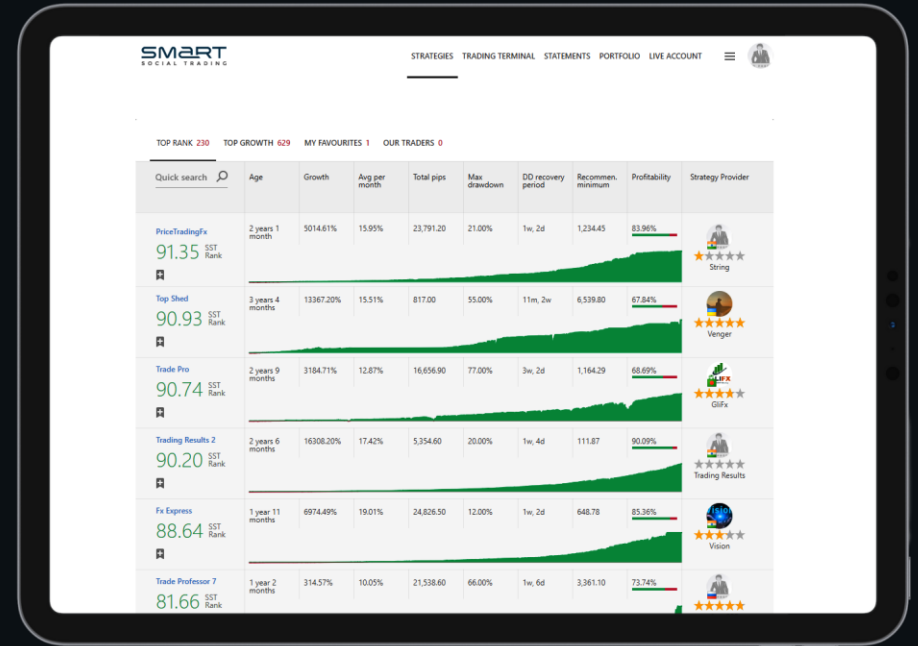 SMART
SOCIAL TRADING
STRATEGIES TRADING TERMINAL STATEMENTS PORTFOLIO LIVE ACCOUNT
TOP RANK 230 TOP GROWTH 629 MY FAVOURITES 1 OUR TRADERS 0
Quick search Age Growth Avg per month Total pips Max drawdown DD recovery period Recommen. minimum Profitability Strategy Provider
PriceTradingFx 2 years 1 month 5014.61% 15.95% 23,791.20 21.00% 1w, 2d 1,234.45 83.96%
91.35 SST Rank
String
Top Shed 3 years 4 months 13367.20% 15.51% 817.00 55.00% 11m, 2w 6,539.80 67.84%
90.93 SST Rank
Venger
Trade Pro 2 years 9 months 3184.71% 12.87% 16,656.90 77.00% 3w, 2d 1,164.29 68.69%
90.74 SST Rank
GliFx
Trading Results 2 2 years 6 months 16308.20% 17.42% 5,354.60 20.00% 1w, 4d 111.87 90.09%
90.20 SST Rank
Trading Results
Fx Express 1 year 11 months 6974.49% 19.01% 24,826.50 12.00% 1w, 2d 648.78 85.36%
88.64 SST Rank
Vision
Trade Professor 7 1 year 2 months 314.57% 10.05% 21,538.60 66.00% 1w, 6d 3,361.10 73.74%
81.66 SST Rank